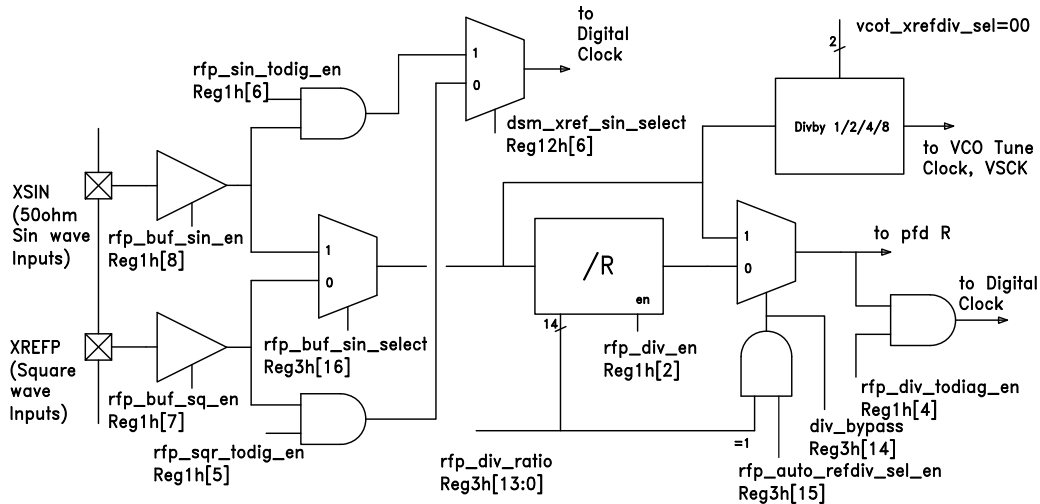 to
Digital
Clock
vcot_xrefdiv_sel=00
2
rfp_sin_todig_en
Reg1h[6]
1
0
dsm_xref_sin_select
Reg12h[6]
Divby 1/2/4/8
to VCO Tune
Clock, VSCK
XSIN
(50ohm
Sin wave
Inputs)
rfp_buf_sin_en
Reg1h[8]
1
0
rfp_buf_sin_select
Reg3h[16]
/R
en
14
rfp_div_en
Reg1h[2]
1
0
to pfd R
to Digital
Clock
rfp_div_todiag_en
Reg1h[4]
XREFP
(Square
wave
Inputs)
rfp_buf_sq_en
Reg1h[7]
rfp_sqr_todig_en
Reg1h[5]
rfp_div_ratio
Reg3h[13:0]
=1
div_bypass
Reg3h[14]
rfp_auto_refdiv_sel_en
Reg3h[15]